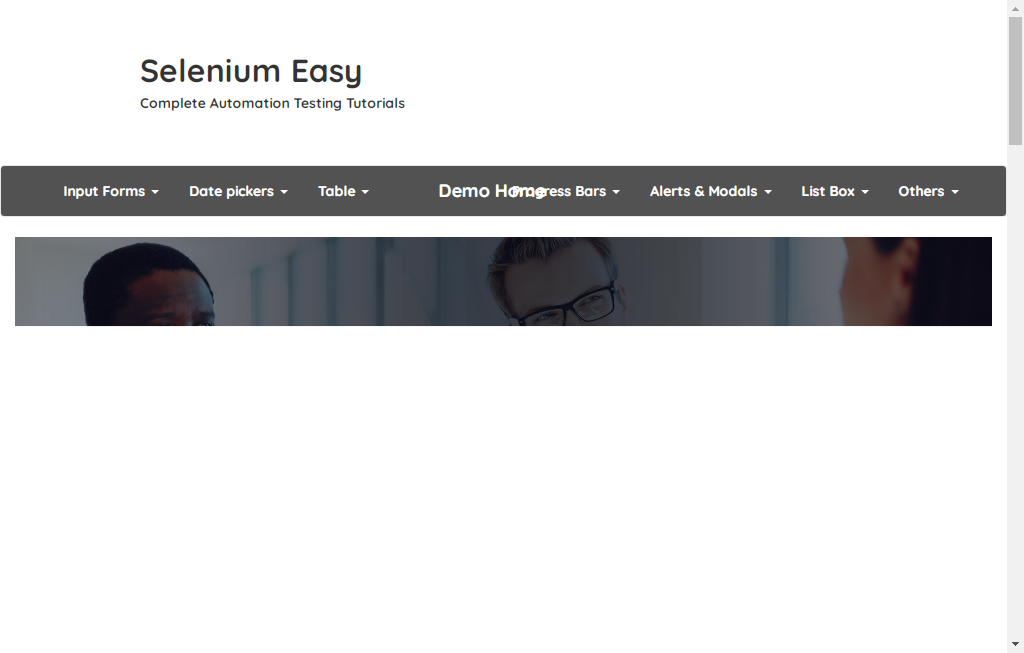 Selenium Easy
Complete Automation Testing Tutorials
Input Forms Date pickers Table Demo Home Progress Bars Alerts & Modals List Box Others